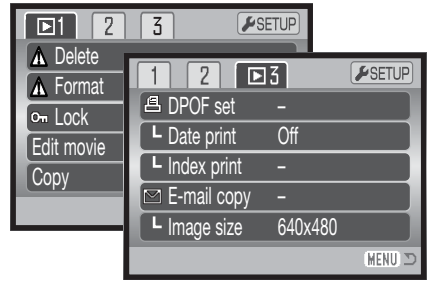 1 2 3 SETUP
Delete
Format
Lock
Edit movie
Copy
1 2 3 SETUP
DPOF set –
Date print Off
Index print –
E-mail copy –
Image size 640x480
MENU